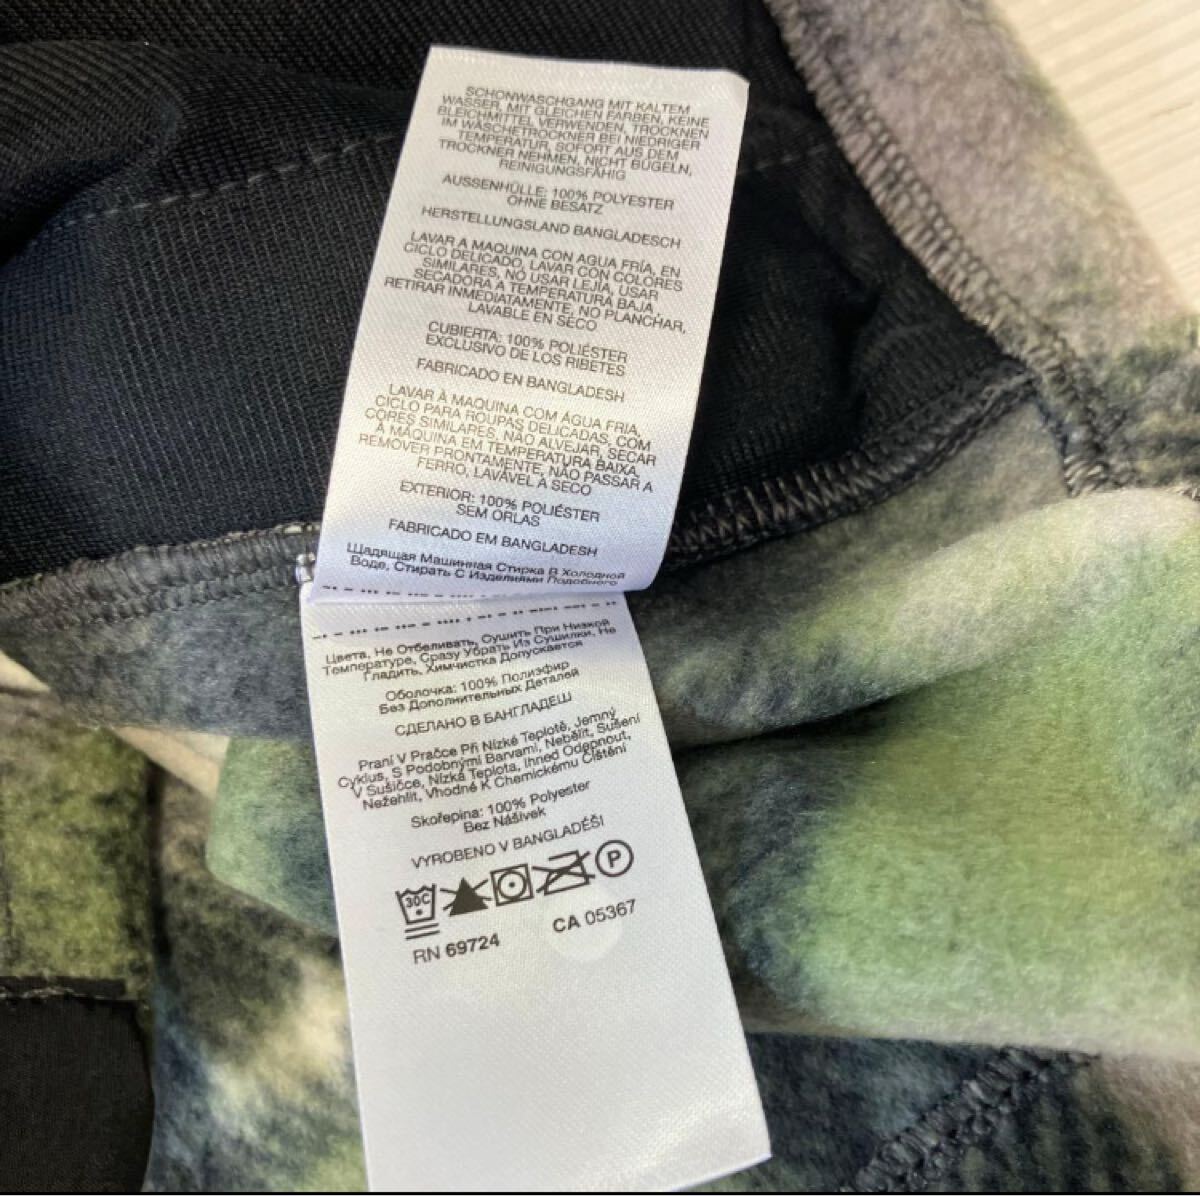 SCHONWASCHGANG MIT KALTEM
WASSER, MIT GLEICHEN FARBEN, KEINE
BLEICHMITTEL VERWENDEN, TROCKNEN
IM WÄSCHETROCKNER BEI NIEDRIGER
TEMPERATUR, SOFORT AUS DEM
TROCKNER NEHMEN, NICHT BÜGELN,
REINIGUNGSFÄHIG
AUSSENHÜLLE: 100% POLYESTER
OHNE BESATZ
HERSTELLUNGSLAND BANGLADESCH
LAVAR A MAQUINA CON AGUA FRÍA, EN
CICLO DELICADO, LAVAR CON COLORES
SIMILARES, NO USAR LEJÍA, USAR
SECADORA A TEMPERATURA BAJA,
RETIRAR INMEDIATAMENTE, NO PLANCHAR,
LAVABLE EN SECO
CUBIERTA: 100% POLIÉSTER
EXCLUSIVO DE LOS RIBETES
FABRICADO EN BANGLADESH
LAVAR À MAQUINA COM ÁGUA FRIA,
CICLO PARA ROUPAS DELICADAS, COM
CORES SIMILARES, NÃO ALVEJAR, SECAR
À MÁQUINA EM TEMPERATURA BAIXA,
REMOVER PRONTAMENTE, NÃO PASSAR A
FERRO, LAVÁVEL À SECO
EXTERIOR: 100% POLIÉSTER
SEM ORLAS
FABRICADO EM BANGLADESH
Щадящая Машинная Стирка В Холодной
Воде, Стирать С Изделиями Подобного
Цвета, Не Отбеливать, Сушить При Низкой
Температуре, Сразу Убрать Из Сушилки, Не
Гладить, Химчистка Допускается
Оболочка: 100% Полиэфир
Без Дополнительных Деталей
СДЕЛАНО В БАНГЛАДЕШ
Praní V Pračce Při Nízké Teplotě, Jemný
Cyklus, S Podobnými Barvami, Nebělit, Sušení
V Sušičce, Nízká Teplota, Ihned Odepnout,
Nežehlit, Vhodné K Chemickému Čištění
Skořepina: 100% Polyester
Bez Nášivek
VYROBENO V BANGLADÉŠI
30C P
RN 69724 CA 05367